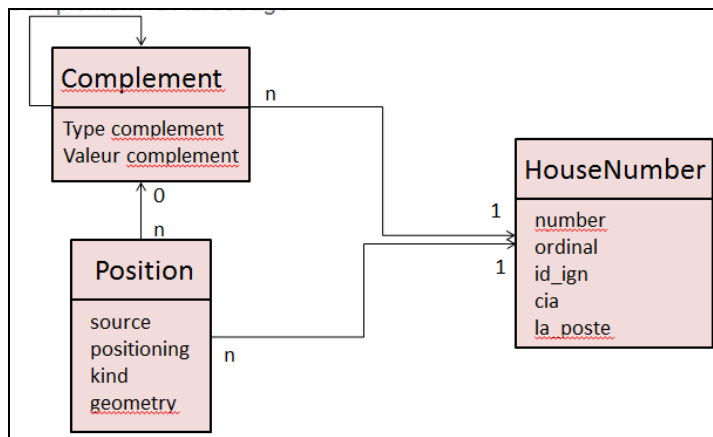 Complement
Type complement
Valeur complement
n
0
n
Position
source
positioning
kind
geometry
n
1
1
HouseNumber
number
ordinal
id_ign
cia
la_poste